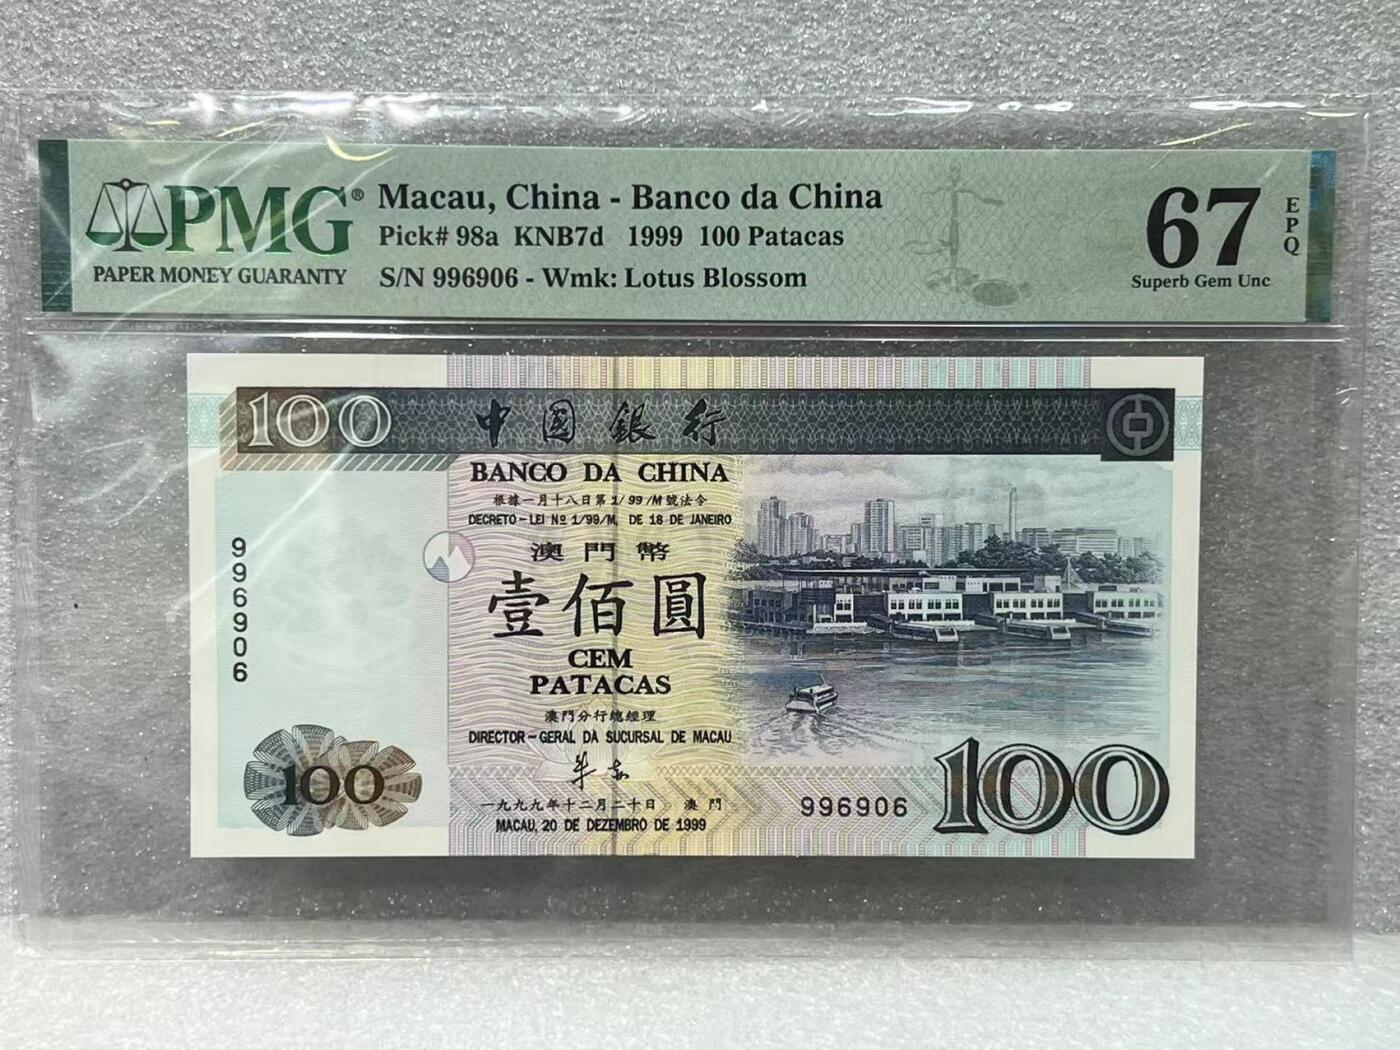 PMG®
PAPER MONEY GUARANTY
Macau, China - Banco da China
Pick# 98a KNB7d 1999 100 Patacas
S/N 996906 - Wmk: Lotus Blossom
67
EPQ
Superb Gem Unc
100
中國銀行
BANCO DA CHINA
根據一月十八日第 1/99/M 號法令
DECRETO-LEI Nº 1/99/M, DE 18 DE JANEIRO
澳門幣
壹佰圓
CEM
PATACAS
澳門分行總經理
DIRECTOR-GERAL DA SUCURSAL DE MACAU
一九九九年十二月二十日 澳門
MACAU, 20 DE DEZEMBRO DE 1999
996906
100
996906
100